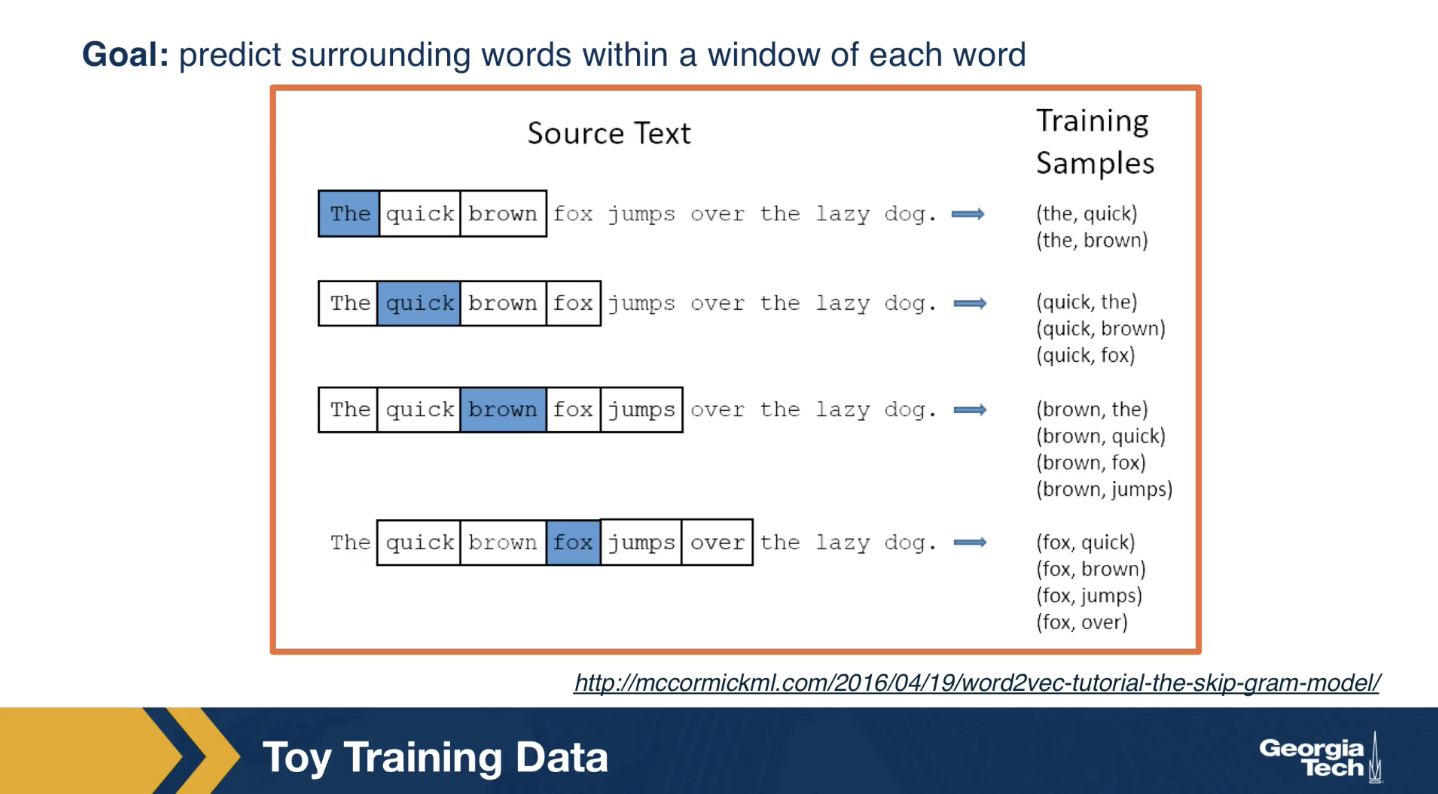 Goal: predict surrounding words within a window of each word
Source Text
Training
Samples
The quick brown fox jumps over the lazy dog.
(the, quick)
(the, brown)
The quick brown fox jumps over the lazy dog.
(quick, the)
(quick, brown)
(quick, fox)
The quick brown fox jumps over the lazy dog.
(brown, the)
(brown, quick)
(brown, fox)
(brown, jumps)
The quick brown fox jumps over the lazy dog.
(fox, quick)
(fox, brown)
(fox, jumps)
(fox, over)
http://mccormickml.com/2016/04/19/word2vec-tutorial-the-skip-gram-model/
Toy Training Data
Georgia
Tech